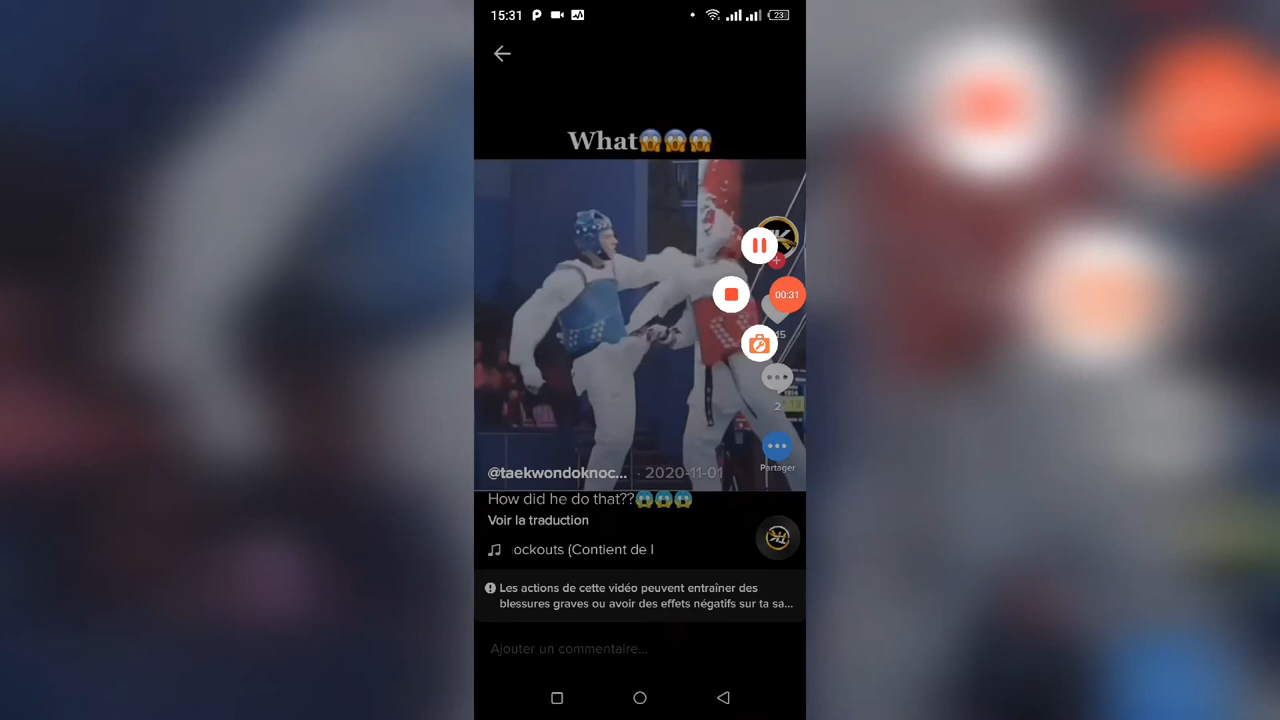 15:31
23
What😱😱😱
00:31
2
@taekwondoknoc... · 2020-11-01
Partager
How did he do that??😱😱😱
Voir la traduction
ockouts (Contient de l
Les actions de cette vidéo peuvent entraîner des
blessures graves ou avoir des effets négatifs sur ta sa...
Ajouter un commentaire...